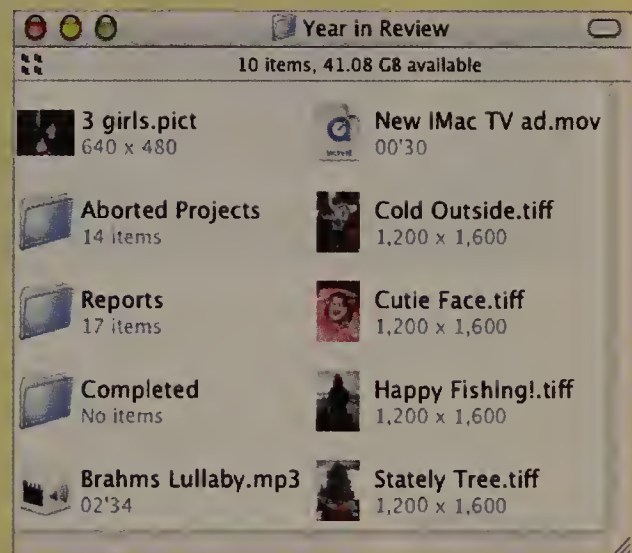 Year in Review
10 items, 41.08 GB available
3 girls.pict
640 x 480
New iMac TV ad.mov
00'30
Aborted Projects
14 items
Cold Outside.tiff
1,200 x 1,600
Reports
17 items
Cutie Face.tiff
1,200 x 1,600
Completed
No items
Happy Fishing!.tiff
1,200 x 1,600
Brahms Lullaby.mp3
02'34
Stately Tree.tiff
1,200 x 1,600